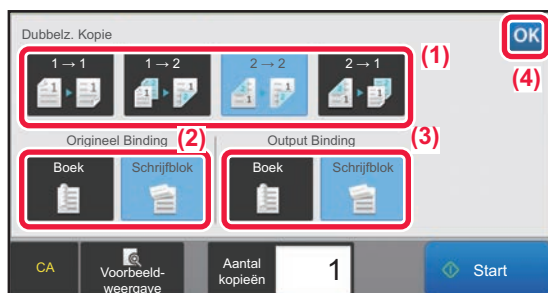 Dubbelz. Kopie
OK
1 → 1
1 → 2
2 → 2
2 → 1
(1)
(4)
Origineel Binding
(2)
Output Binding
(3)
Boek
Schrijfblok
Boek
Schrijfblok
CA
Voorbeeld-
weergave
Aantal
kopieën
1
Start